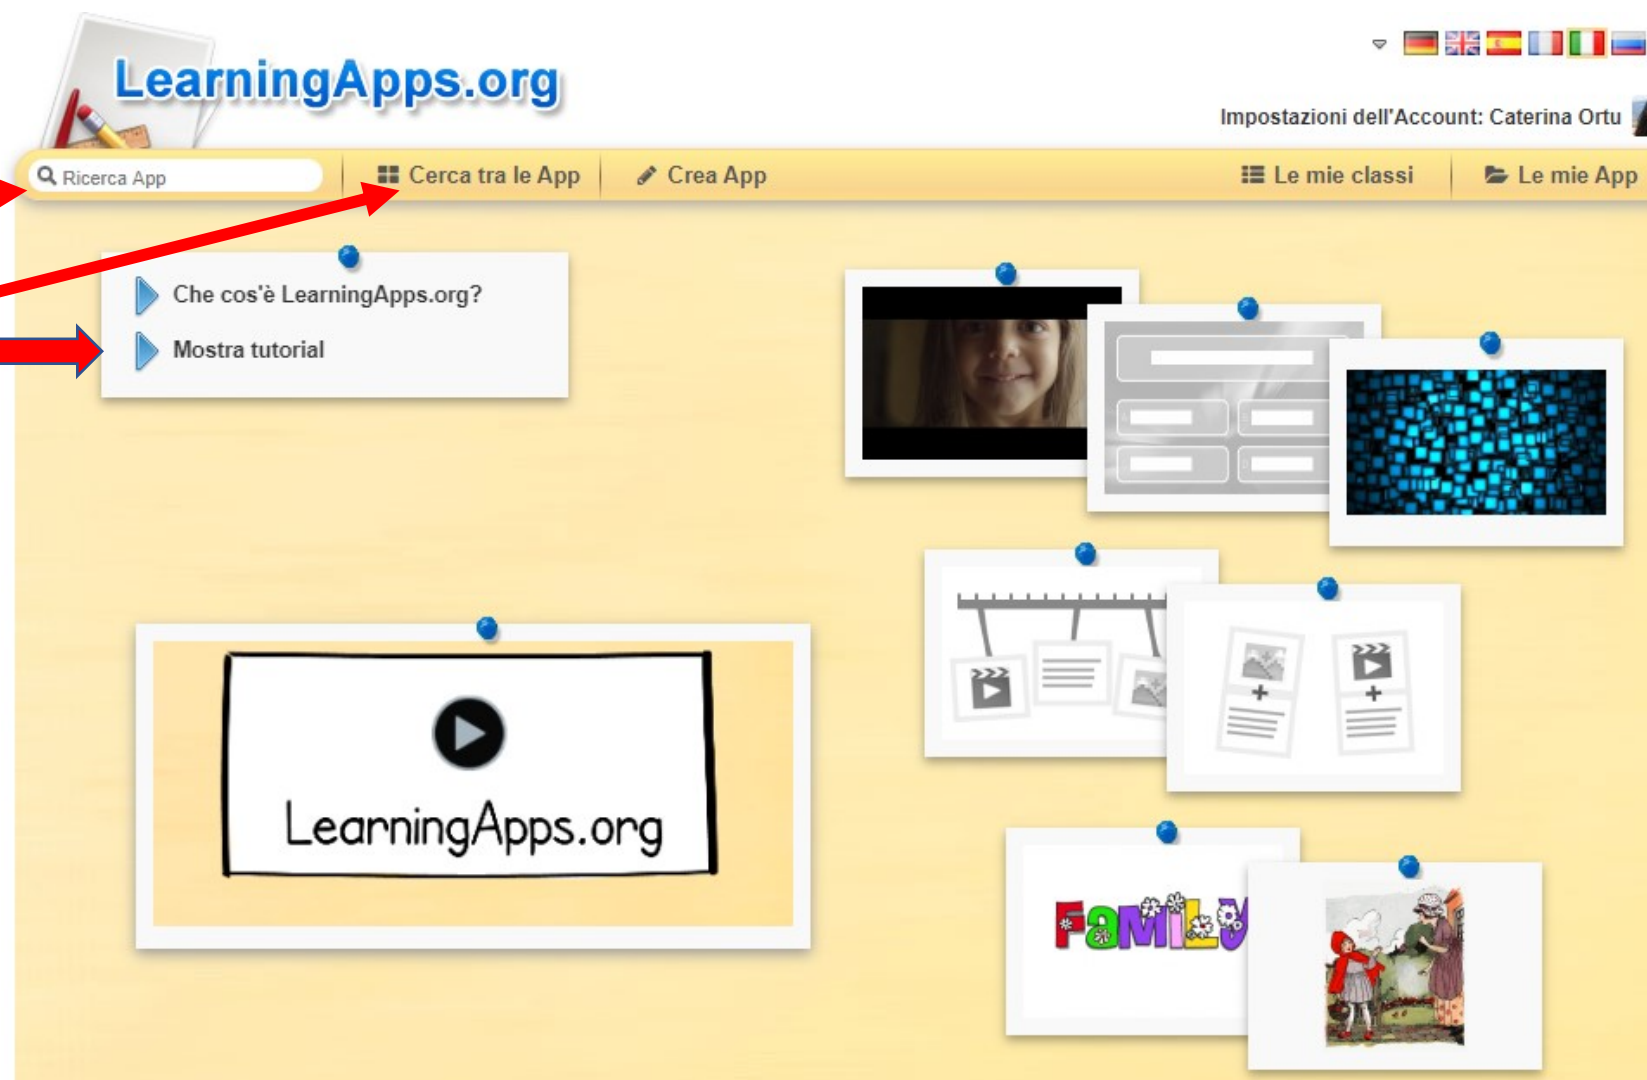 LearningApps.org
Impostazioni dell'Account: Caterina Ortu
Ricerca App
Cerca tra le App
Crea App
Le mie classi
Le mie App
Che cos'è LearningApps.org?
Mostra tutorial
LearningApps.org
FaMiLY